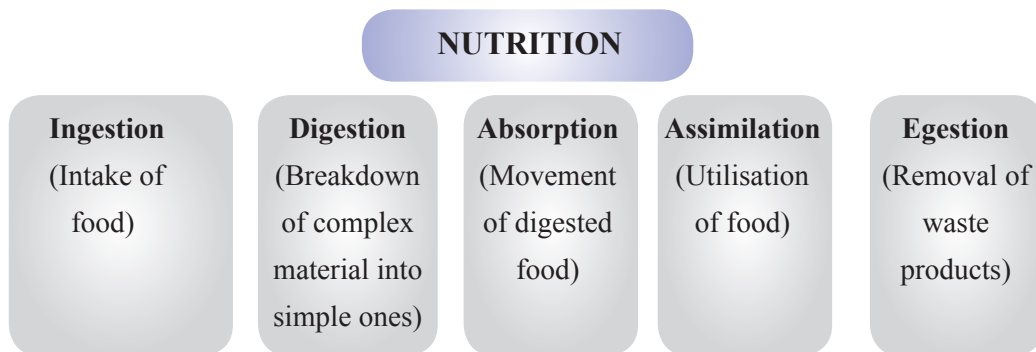 NUTRITION
Ingestion
(Intake of
food)
Digestion
(Breakdown
of complex
material into
simple ones)
Absorption
(Movement
of digested
food)
Assimilation
(Utilisation
of food)
Egestion
(Removal of
waste
products)